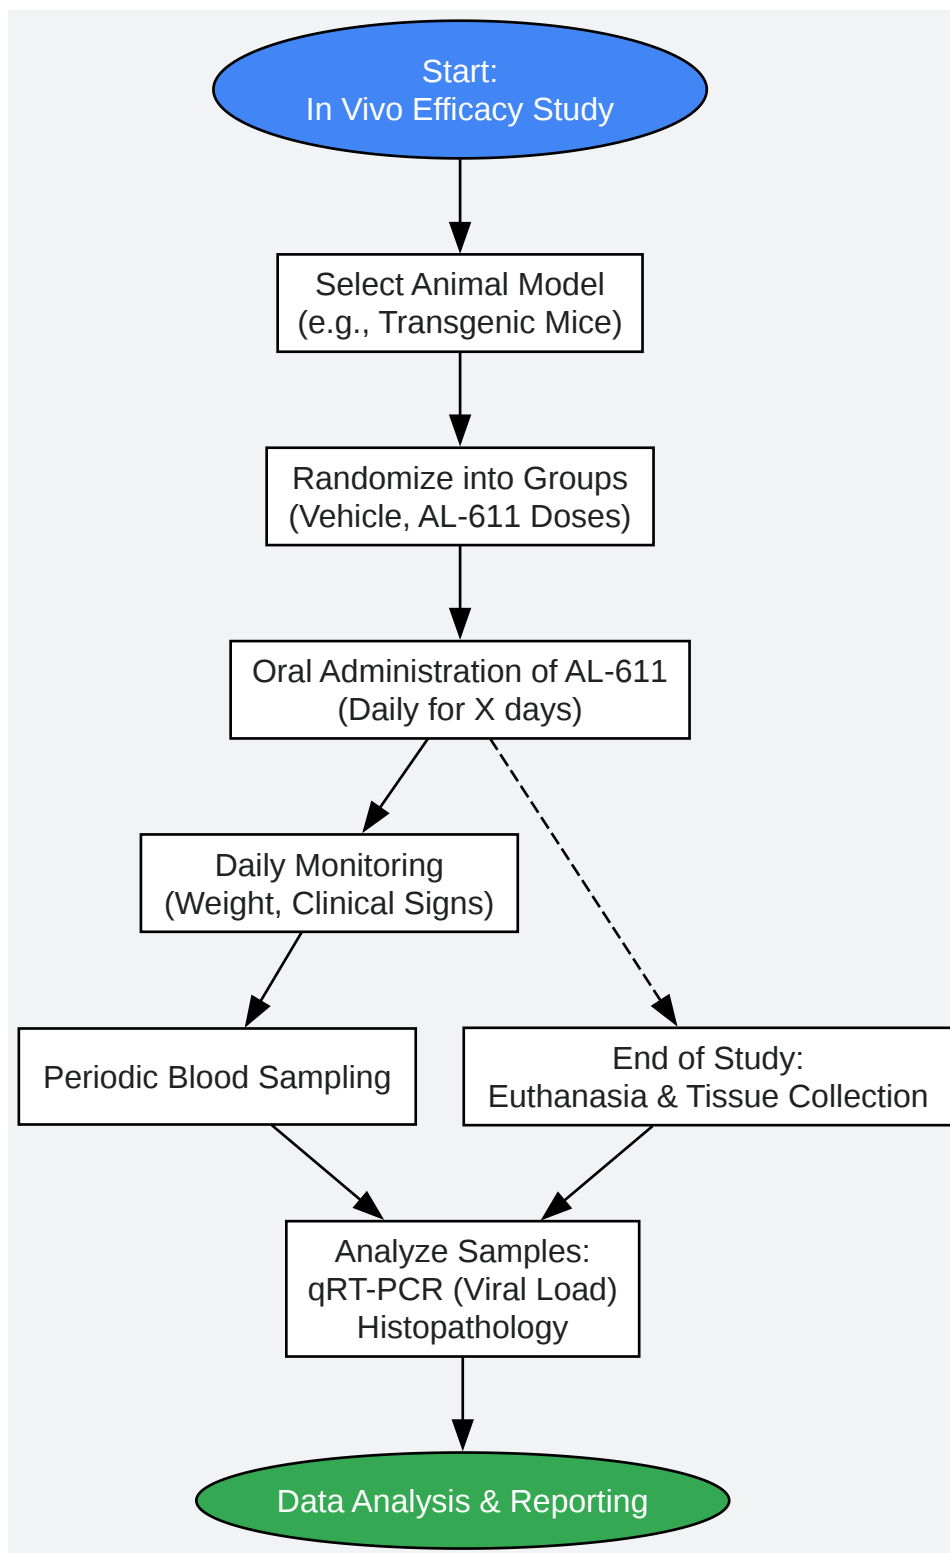 Start:
In Vivo Efficacy Study
Select Animal Model
(e.g., Transgenic Mice)
Randomize into Groups
(Vehicle, AL-611 Doses)
Oral Administration of AL-611
(Daily for X days)
Daily Monitoring
(Weight, Clinical Signs)
Periodic Blood Sampling
End of Study:
Euthanasia & Tissue Collection
Analyze Samples:
qRT-PCR (Viral Load)
Histopathology
Data Analysis & Reporting